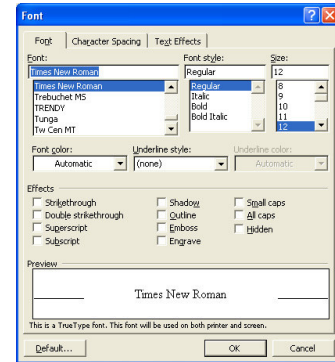 Font
Font Character Spacing Text Effects
Font: Font style: Size:
Times New Roman Regular 12
Times New Roman Regular 8
Trebuchet MS Italic 9
TRENDY Bold 10
Tunga Bold Italic 11
Tw Cen MT 12
Font color: Underline style: Underline color:
Automatic (none) Automatic
Effects
Strikethrough Shadow Small caps
Double strikethrough Outline All caps
Superscript Emboss Hidden
Subscript Engrave
Preview
Times New Roman
This is a TrueType font. This font will be used on both printer and screen.
Default... OK Cancel